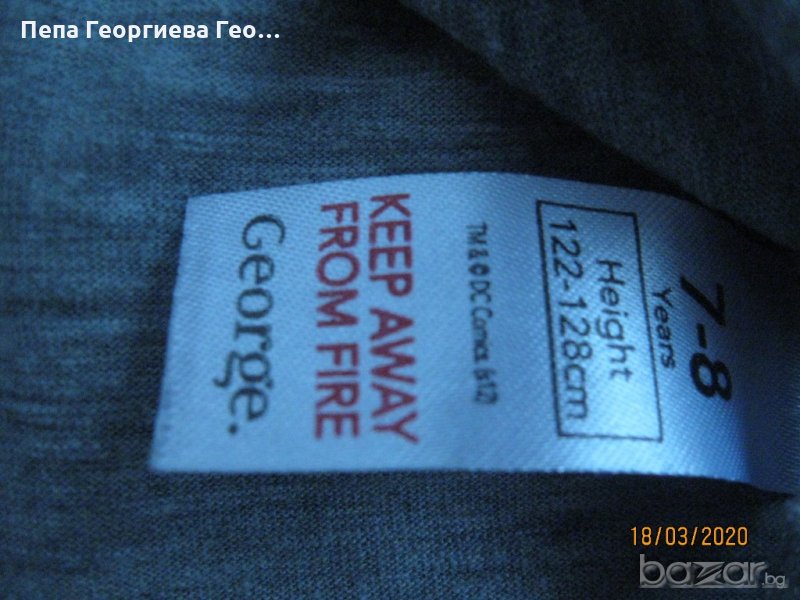 Пепа Георгиева Гео...
7-8
Years
Height
122-128cm
TM & © DC Comics (s12)
KEEP AWAY
FROM FIRE
George.
18/03/2020
bazar.bg